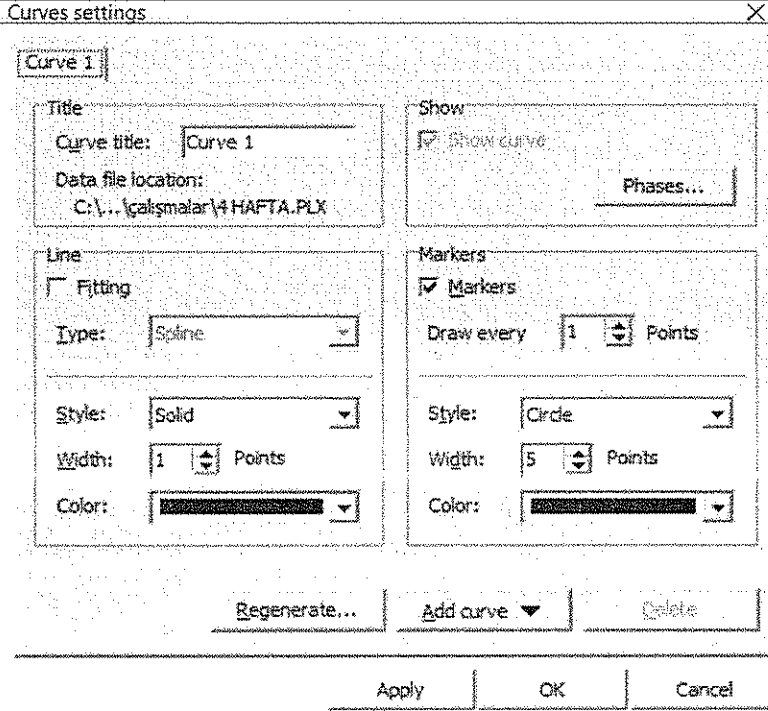 Curves settings
Curve 1
Title
Curve title: Curve 1
Data file location:
C:\...\çalışmalar\4 HAFTA.PLX
Show
Show curve
Phases...
Line
Fitting
Type: Spline
Style: Solid
Width: 1 Points
Color:
Markers
Markers
Draw every 1 Points
Style: Circle
Width: 5 Points
Color:
Regenerate... Add curve Delete
Apply OK Cancel